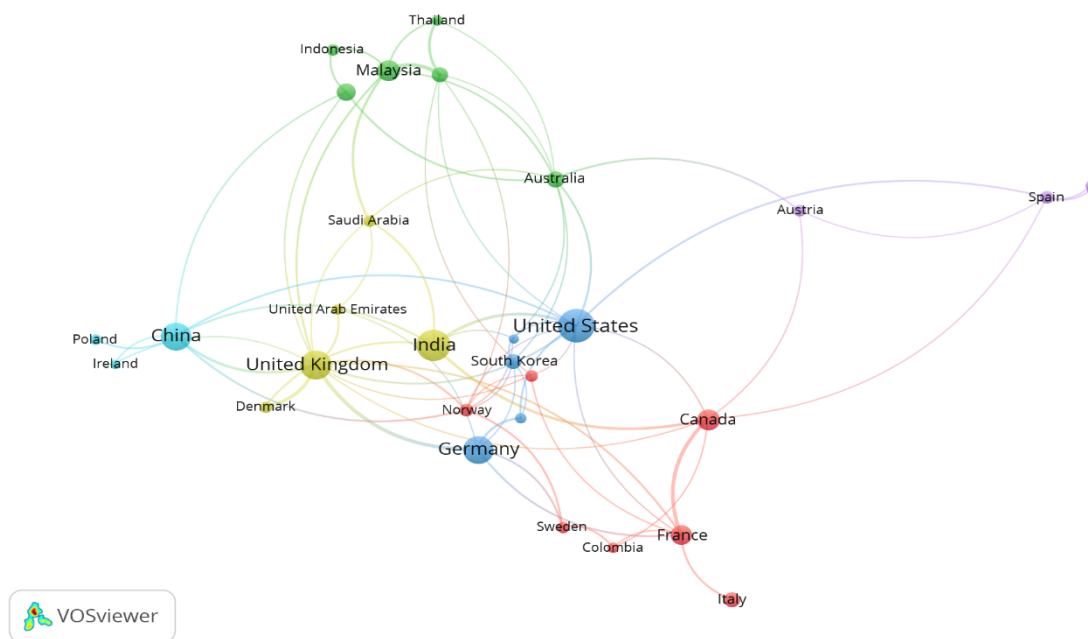 Thailand
Indonesia
Malaysia
Australia
Spain
Austria
Saudi Arabia
United Arab Emirates
United States
China
Poland
India
South Korea
Ireland
United Kingdom
Denmark
Norway
Canada
Germany
Sweden
France
Colombia
Italy
VOSviewer